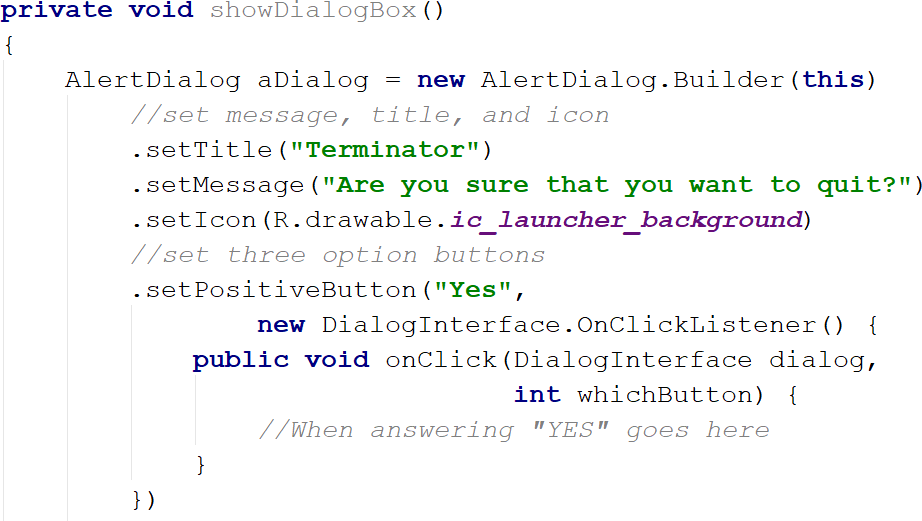 private void showDialogBox()
{
AlertDialog aDialog = new AlertDialog.Builder(this)
//set message, title, and icon
.setTitle("Terminator")
.setMessage("Are you sure that you want to quit?")
.setIcon(R.drawable.ic_launcher_background)
//set three option buttons
.setPositiveButton("Yes",
new DialogInterface.OnClickListener() {
public void onClick(DialogInterface dialog,
int whichButton) {
//When answering "YES" goes here
}
})